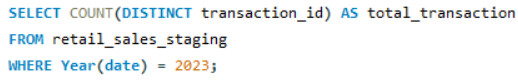 SELECT COUNT(DISTINCT transaction_id) AS total_transaction
FROM retail_sales_staging
WHERE Year(date) = 2023;